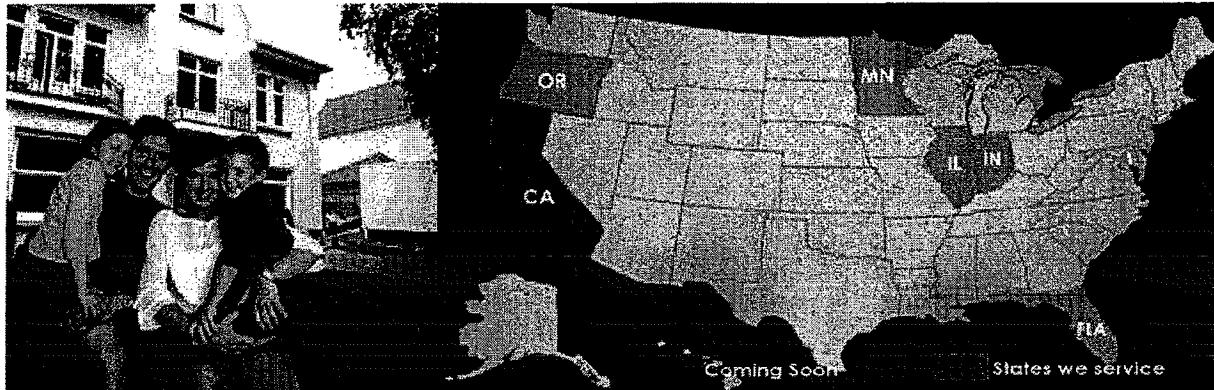 OR
MN
IL
IN
CA
FLA
Coming Soon
States we service